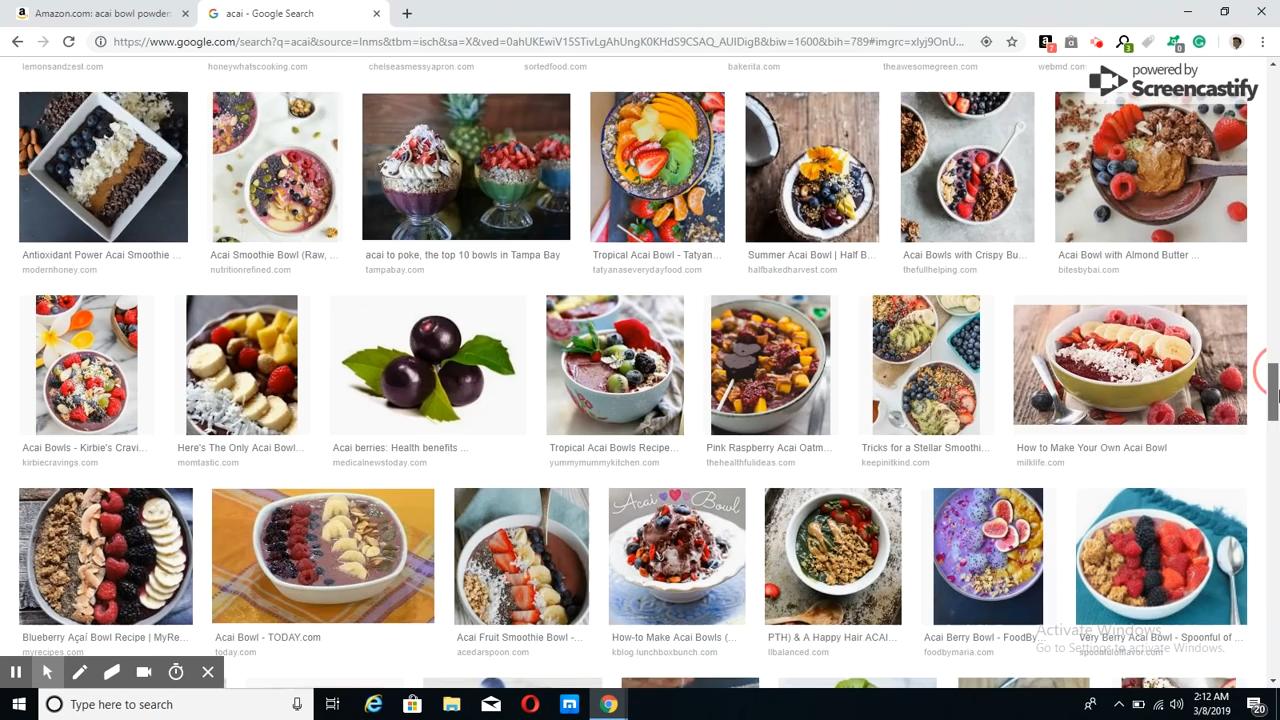 Amazon.com: acai bowl powder
acai - Google Search
https://www.google.com/search?q=acai&source=lnms&tbm=isch&sa=X&ved=0ahUKEwiV15STivLgAhUngK0KHdS9CSAQ_AUIDigB&biw=1600&bih=789#imgrc=xlyj9OnU...
7
3
0
lemonsandzest.com
honeywhatscooking.com
chelseasmessyapron.com
sortedfood.com
bakerita.com
theawesomegreen.com
webmd.com
powered by
Screencastify
Antioxidant Power Acai Smoothie ...
Acai Smoothie Bowl (Raw, ...
acai to poke, the top 10 bowls in Tampa Bay
Tropical Acai Bowl - Tatyan...
Summer Acai Bowl | Half B...
Acai Bowls with Crispy Bu...
Acai Bowl with Almond Butter ...
modernhoney.com
nutritionrefined.com
tampabay.com
tatyanaseverydayfood.com
halfbakedharvest.com
thefullhelping.com
bitesbybai.com
Acai Bowls - Kirbie's Cravi...
Here's The Only Acai Bowl...
Acai berries: Health benefits ...
Tropical Acai Bowls Recipe...
Pink Raspberry Acai Oatm...
Tricks for a Stellar Smoothi...
How to Make Your Own Acai Bowl
kirbiecravings.com
momtastic.com
medicalnewstoday.com
yummymummykitchen.com
thehealthfulideas.com
keepinitkind.com
milklife.com
Acai Bowl
Blueberry Açaí Bowl Recipe | MyRe...
Acai Bowl - TODAY.com
Acai Fruit Smoothie Bowl -...
How-to Make Acai Bowls (...
PTH) & A Happy Hair ACAI...
Acai Berry Bowl - FoodBy...
Very Berry Acai Bowl - Spoonful of ...
myrecipes.com
today.com
acedarspoon.com
kblog.lunchboxbunch.com
llbalanced.com
foodbymaria.com
spoonfulofflavor.com
Activate Windows
Go to Settings to activate Windows.
Type here to search
2:12 AM
3/8/2019
20